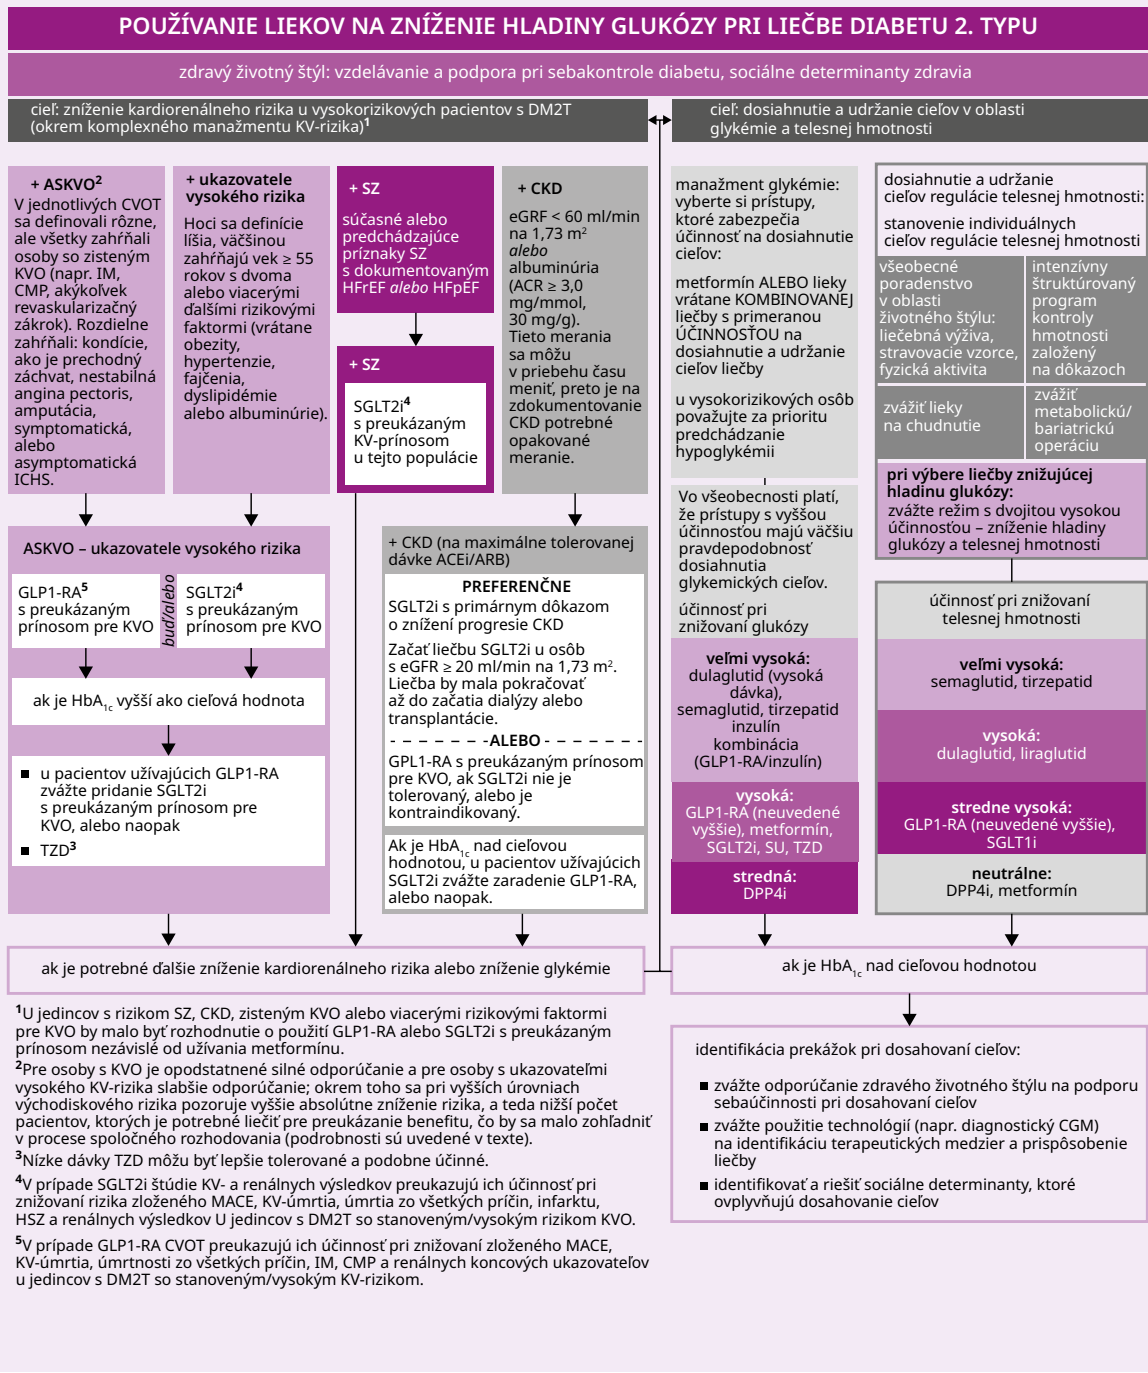 POUŽÍVANIE LIEKOV NA ZNÍŽENIE HLADINY GLUKÓZY PRI LIEČBE DIABETU 2. TYPU
zdravý životný štýl: vzdelávanie a podpora pri sebakontrole diabetu, sociálne determinanty zdravia
cieľ: zníženie kardiorenálneho rizika u vysokorizikových pacientov s DM2T
(okrem komplexného manažmentu KV-rizika)¹
cieľ: dosiahnutie a udržanie cieľov v oblasti
glykémie a telesnej hmotnosti
+ ASKVO²
V jednotlivých CVOT
sa definovali rôzne,
ale všetky zahŕňali
osoby so zisteným
KVO (napr. IM,
CMP, akýkoľvek
revaskularizačný
zákrok). Rozdielne
zahŕňali: kondície,
ako je prechodný
záchvat, nestabilná
angina pectoris,
amputácia,
symptomatická,
alebo
asymptomatická
ICHS.
+ ukazovatele
vysokého rizika
Hoci sa definície
líšia, väčšinou
zahŕňajú vek ≥ 55
rokov s dvoma
alebo viacerými
ďalšími rizikovými
faktormi (vrátane
obezity,
hypertenzie,
fajčenia,
dyslipidémie
alebo albuminúrie).
+ SZ
súčasné alebo
predchádzajúce
príznaky SZ
s dokumentovaným
HFrEF alebo HFpEF
+ SZ
SGLT2i⁴
s preukázaným
KV-prínosom
u tejto populácie
+ CKD
eGRF < 60 ml/min
na 1,73 m²
alebo
albuminúria
(ACR ≥ 3,0
mg/mmol,
30 mg/g).
Tieto merania
sa môžu
v priebehu času
meniť, preto je na
zdokumentovanie
CKD potrebné
opakované
meranie.
ASKVO – ukazovatele vysokého rizika
GLP1-RA⁵
s preukázaným
prínosom pre KVO
buď/alebo
SGLT2i⁴
s preukázaným
prínosom pre KVO
ak je HbA₁c vyšší ako cieľová hodnota
■ u pacientov užívajúcich GLP1-RA
zvážte pridanie SGLT2i
s preukázaným prínosom pre
KVO, alebo naopak
■ TZD³
+ CKD (na maximálne tolerovanej
dávke ACEi/ARB)
PREFERENČNE
SGLT2i s primárnym dôkazom
o znížení progresie CKD
Začať liečbu SGLT2i u osôb
s eGFR ≥ 20 ml/min na 1,73 m².
Liečba by mala pokračovať
až do začatia dialýzy alebo
transplantácie.
ALEBO
GPL1-RA s preukázaným prínosom
pre KVO, ak SGLT2i nie je
tolerovaný, alebo je
kontraindikovaný.
Ak je HbA₁c nad cieľovou
hodnotou, u pacientov užívajúcich
SGLT2i zvážte zaradenie GLP1-RA,
alebo naopak.
manažment glykémie:
vyberte si prístupy,
ktoré zabezpečia
účinnosť na dosiahnutie
cieľov:
metformín ALEBO lieky
vrátane KOMBINOVANEJ
liečby s primeranou
ÚČINNOSŤOU na
dosiahnutie a udržanie
cieľov liečby
u vysokorizikových osôb
považujte za prioritu
predchádzanie
hypoglykémii
Vo všeobecnosti platí,
že prístupy s vyššou
účinnosťou majú väčšiu
pravdepodobnosť
dosiahnutia
glykemických cieľov.
účinnosť pri
znižovaní glukózy
veľmi vysoká:
dulaglutid (vysoká
dávka),
semaglutid, tirzepatid
inzulín
kombinácia
(GLP1-RA/inzulín)
vysoká:
GLP1-RA (neuvedené
vyššie), metformín,
SGLT2i, SU, TZD
stredná:
DPP4i
dosiahnutie a udržanie
cieľov regulácie telesnej hmotnosti:
stanovenie individuálnych
cieľov regulácie telesnej hmotnosti
všeobecné
poradenstvo
v oblasti
životného štýlu:
liečebná výživa,
stravovacie vzorce,
fyzická aktivita
intenzívny
štruktúrovaný
program
kontroly
hmotnosti
založený
na dôkazoch
zvážiť lieky
na chudnutie
zvážiť
metabolickú/
bariatrickú
operáciu
pri výbere liečby znižujúcej
hladinu glukózy:
zvážte režim s dvojitou vysokou
účinnosťou – zníženie hladiny
glukózy a telesnej hmotnosti
účinnosť pri znižovaní
telesnej hmotnosti
veľmi vysoká:
semaglutid, tirzepatid
vysoká:
dulaglutid, liraglutid
stredne vysoká:
GLP1-RA (neuvedené vyššie),
SGLT1i
neutrálne:
DPP4i, metformín
ak je potrebné ďalšie zníženie kardiorenálneho rizika alebo zníženie glykémie
ak je HbA₁c nad cieľovou hodnotou
identifikácia prekážok pri dosahovaní cieľov:
■ zvážte odporúčanie zdravého životného štýlu na podporu
sebaúčinnosti pri dosahovaní cieľov
■ zvážte použitie technológií (napr. diagnostický CGM)
na identifikáciu terapeutických medzier a prispôsobenie
liečby
■ identifikovať a riešiť sociálne determinanty, ktoré
ovplyvňujú dosahovanie cieľov
¹U jedincov s rizikom SZ, CKD, zisteným KVO alebo viacerými rizikovými faktormi
pre KVO by malo byť rozhodnutie o použití GLP1-RA alebo SGLT2i s preukázaným
prínosom nezávislé od užívania metformínu.
²Pre osoby s KVO je opodstatnené silné odporúčanie a pre osoby s ukazovateľmi
vysokého KV-rizika slabšie odporúčanie; okrem toho sa pri vyšších úrovniach
východiskového rizika pozoruje vyššie absolútne zníženie rizika, a teda nižší počet
pacientov, ktorých je potrebné liečiť pre preukázanie benefitu, čo by sa malo zohľadniť
v procese spoločného rozhodovania (podrobnosti sú uvedené v texte).
³Nízke dávky TZD môžu byť lepšie tolerované a podobne účinné.
⁴V prípade SGLT2i štúdie KV- a renálnych výsledkov preukazujú ich účinnosť pri
znižovaní rizika zloženého MACE, KV-úmrtia, úmrtia zo všetkých príčin, infarktu,
HSZ a renálnych výsledkov U jedincov s DM2T so stanoveným/vysokým rizikom KVO.
⁵V prípade GLP1-RA CVOT preukazujú ich účinnosť pri znižovaní zloženého MACE,
KV-úmrtia, úmrtnosti zo všetkých príčin, IM, CMP a renálnych koncových ukazovateľov
u jedincov s DM2T so stanoveným/vysokým KV-rizikom.